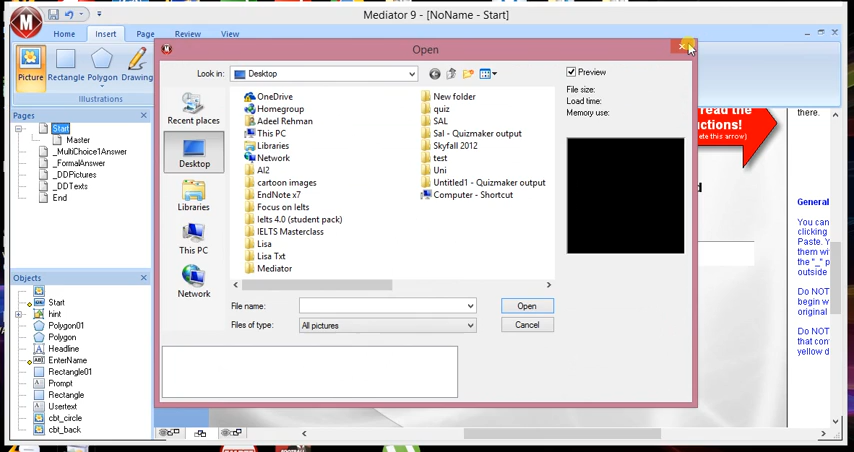 Mediator 9 - [NoName - Start]
Home Insert Page Review View
Picture Rectangle Polygon Drawing
Illustrations
Pages
Start
Master
_MultiChoice1Answer
_FormalAnswer
_DDPictures
_DDTexts
End
Objects
Start
hint
Polygon01
Polygon
Headline
EnterName
Rectangle01
Prompt
Rectangle
Usertext
cbt_circle
cbt_back
Open
Look in: Desktop
Recent places
Desktop
Libraries
This PC
Network
OneDrive
Homegroup
Adeel Rehman
This PC
Libraries
Network
AI2
cartoon images
EndNote x7
Focus on Ielts
Ielts 4.0 (student pack)
IELTS Masterclass
Lisa
Lisa Txt
Mediator
New folder
quiz
SAL
Sal - Quizmaker output
Skyfall 2012
test
Uni
Untitled1 - Quizmaker output
Computer - Shortcut
File name:
Open
Files of type: All pictures
Cancel
Preview
File size:
Load time:
Memory use:
read the
ctions!
te this arrow)
there.
General
You can
clicking
Paste. Y
them wit
the "_" p
outside
Do NOT
begin w
original
Do NOT
that con
yellow d